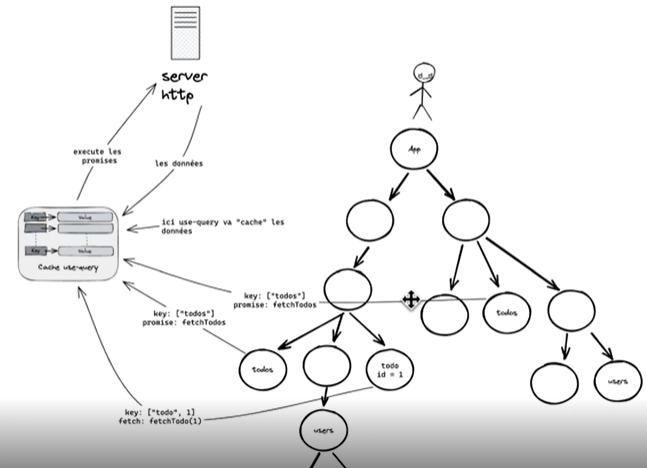 server
http
execute les
promises
les données
App
Key
Value
Key
Value
Cache use-query
ici use-query va "cache" les
données
key: ["todos"]
promise: fetchTodos
key: ["todos"]
promise: fetchTodos
todos
todos
todo
id = 1
users
key: ["todo", 1]
fetch: fetchTodo(1)
users